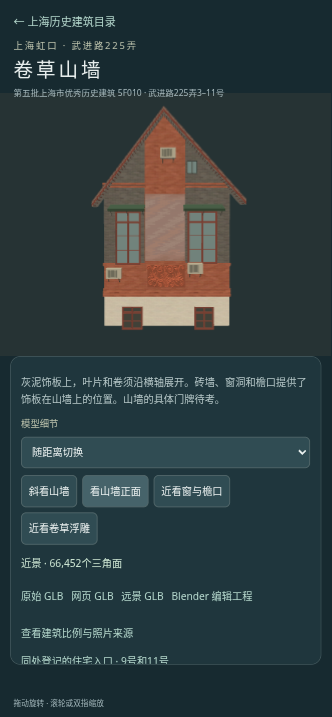 ← 上海历史建筑目录
上海虹口 · 武进路225弄
卷草山墙
第五批上海市优秀历史建筑 5F010 · 武进路225弄3–11号
灰泥饰板上，叶片和卷须沿横轴展开。砖墙、窗洞和檐口提供了
饰板在山墙上的位置。山墙的具体门牌待考。
模型细节
随距离切换
斜看山墙 看山墙正面 近看窗与檐口
近看卷草浮雕
近景 · 66,452个三角面
原始 GLB 网页 GLB 远景 GLB Blender 编辑工程
查看建筑比例与照片来源
同处登记的住宅入口 · 9号和11号
拖动旋转 · 滚轮或双指缩放